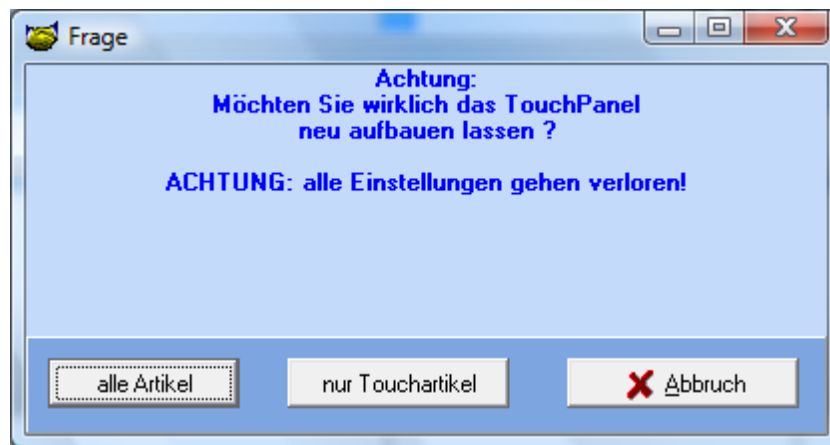 Frage
Achtung:
Möchten Sie wirklich das TouchPanel
neu aufbauen lassen ?
ACHTUNG: alle Einstellungen gehen verloren!
alle Artikel
nur Touchartikel
Abbruch